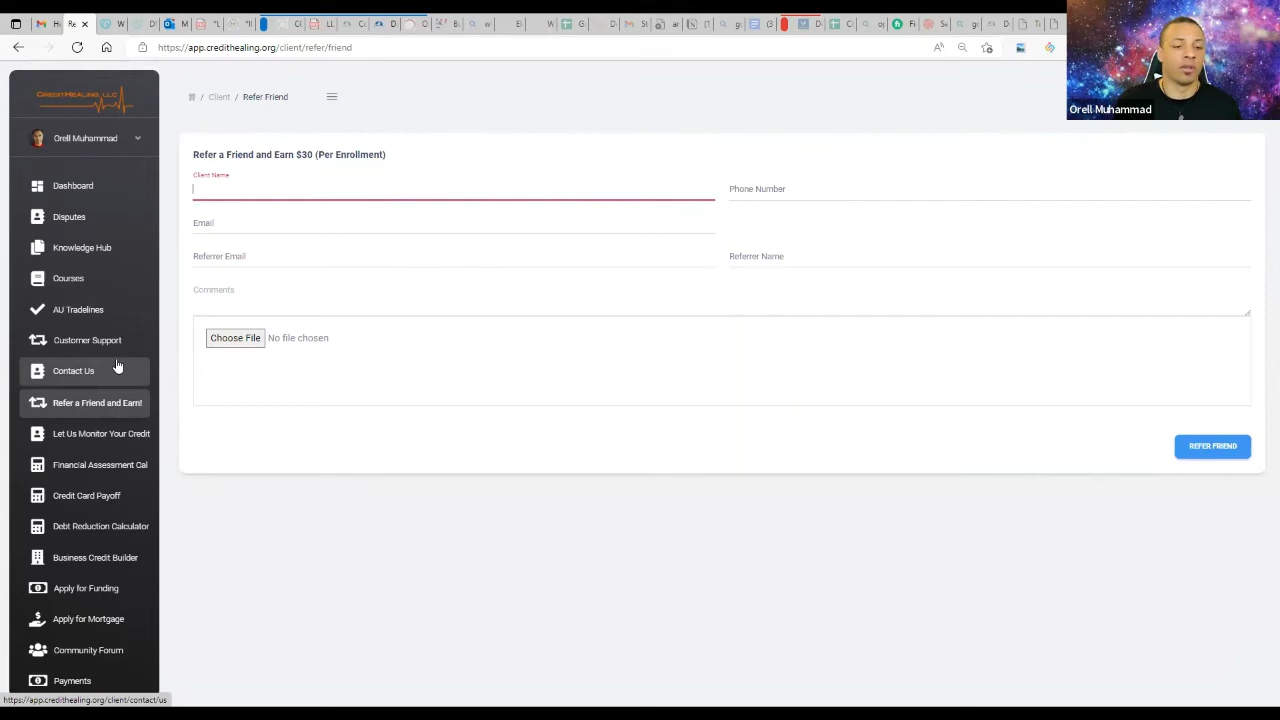 https://app.credithealing.org/client/refer/friend
Orell Muhammad
CREDITHEALING, LLC
/ Client / Refer Friend
Orell Muhammad
Refer a Friend and Earn $30 (Per Enrollment)
Client Name
Phone Number
Email
Referrer Email
Referrer Name
Comments
Choose File No file chosen
REFER FRIEND
Dashboard
Disputes
Knowledge Hub
Courses
AU Tradelines
Customer Support
Contact Us
Refer a Friend and Earn!
Let Us Monitor Your Credit
Financial Assessment Cal
Credit Card Payoff
Debt Reduction Calculator
Business Credit Builder
Apply for Funding
Apply for Mortgage
Community Forum
Payments
https://app.credithealing.org/client/contact/us